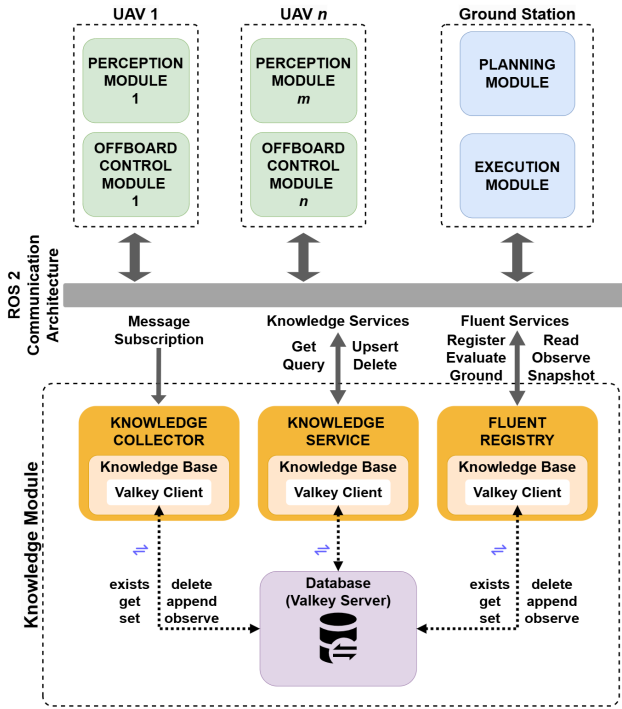 UAV 1
UAV n
Ground Station
PERCEPTION
MODULE
1
PERCEPTION
MODULE
m
PLANNING
MODULE
OFFBOARD
CONTROL
MODULE
1
OFFBOARD
CONTROL
MODULE
n
EXECUTION
MODULE
ROS 2
Communication
Architecture
Message
Subscription
Knowledge Services
Get
Query
Upsert
Delete
Fluent Services
Register
Evaluate
Ground
Read
Observe
Snapshot
Knowledge Module
KNOWLEDGE
COLLECTOR
Knowledge Base
Valkey Client
KNOWLEDGE
SERVICE
Knowledge Base
Valkey Client
FLUENT
REGISTRY
Knowledge Base
Valkey Client
exists
get
set
delete
append
observe
Database
(Valkey Server)
exists
get
set
delete
append
observe